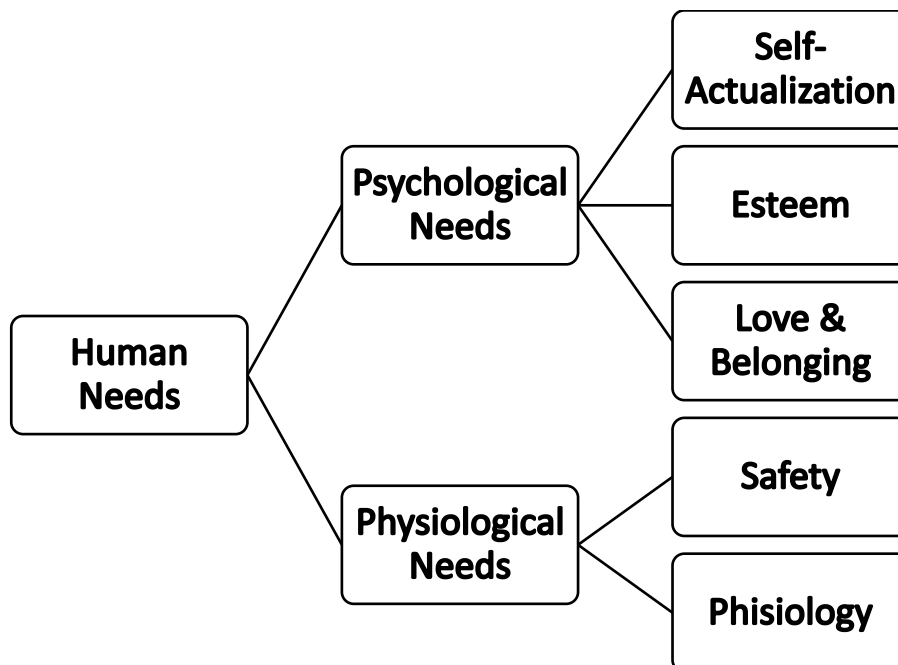 Self-
Actualization
Psychological
Needs
Esteem
Love &
Belonging
Human
Needs
Safety
Physiological
Needs
Phisiology